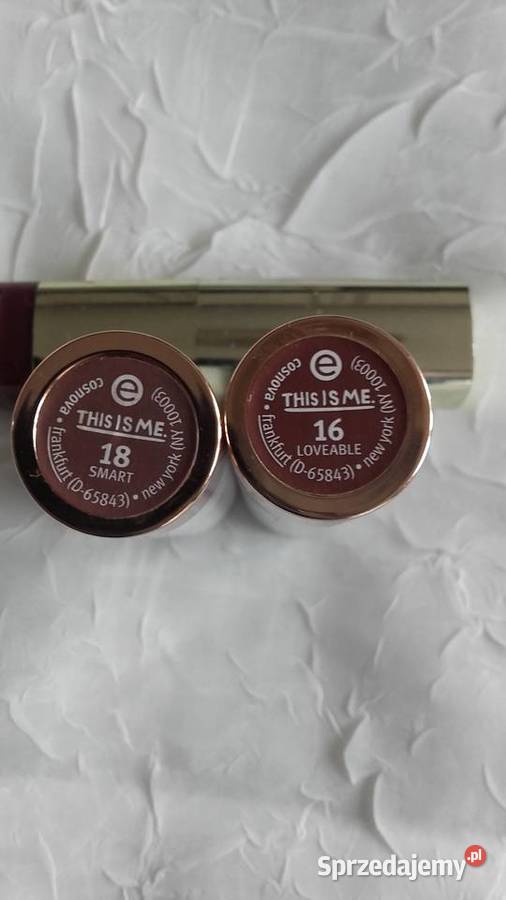 e
THIS IS ME.
18
SMART
cosnova • frankfurt (D-65843) • new york (NY 10003)
e
THIS IS ME.
16
LOVEABLE
cosnova • frankfurt (D-65843) • new york (NY 10003)
Sprzedajemy.pl